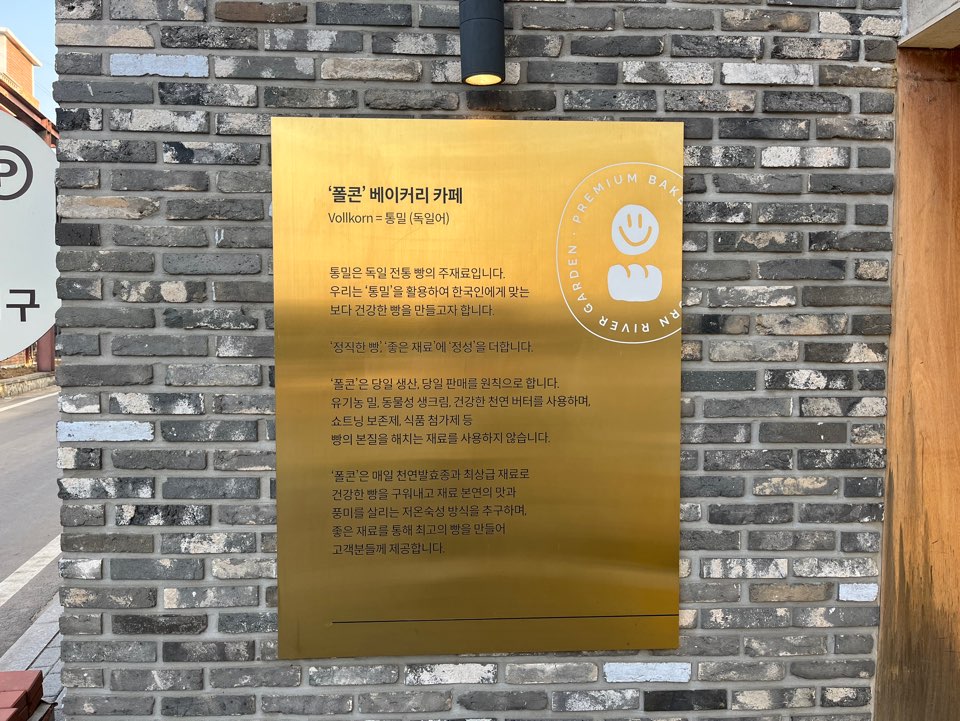 '폴콘' 베이커리 카페
Vollkorn = 통밀 (독일어)
통밀은 독일 전통 빵의 주재료입니다.
우리는 '통밀'을 활용하여 한국인에게 맞는
보다 건강한 빵을 만들고자 합니다.
'정직한 빵', '좋은 재료'에 '정성'을 더합니다.
'폴콘'은 당일 생산, 당일 판매를 원칙으로 합니다.
유기농 밀, 동물성 생크림, 건강한 천연 버터를 사용하며,
쇼트닝 보존제, 식품 첨가제 등
빵의 본질을 해치는 재료를 사용하지 않습니다.
'폴콘'은 매일 천연발효종과 최상급 재료로
건강한 빵을 구워내고 재료 본연의 맛과
풍미를 살리는 저온숙성 방식을 추구하며,
좋은 재료를 통해 최고의 빵을 만들어
고객분들께 제공합니다.
GARDEN · PREMIUM BAKE
RN RIVER
P
구